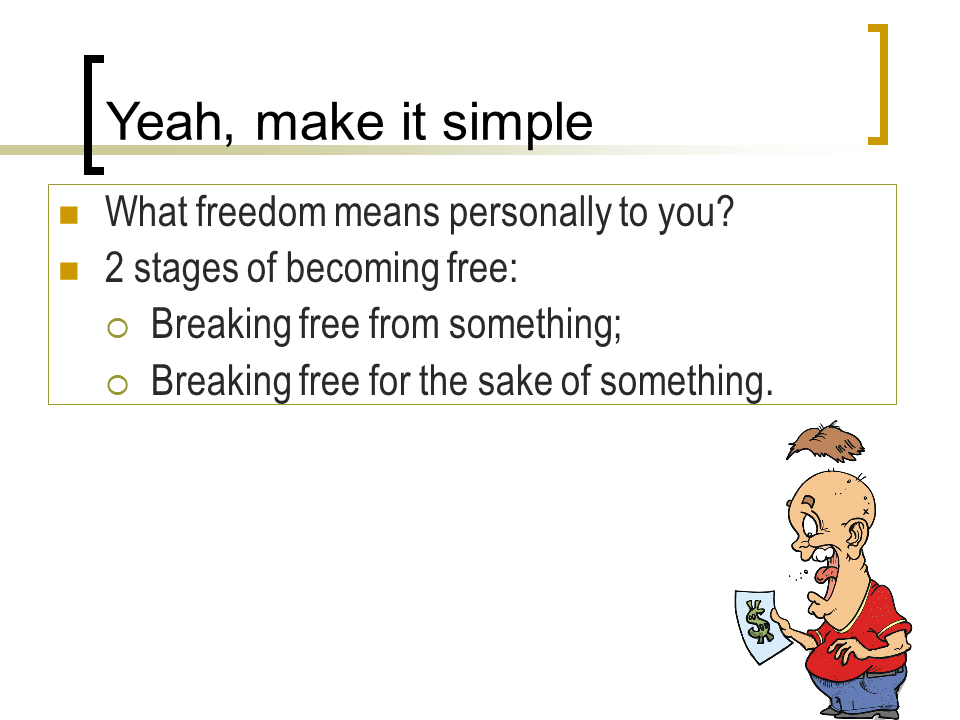 Yeah, make it simple
What freedom means personally to you?
2 stages of becoming free:
Breaking free from something;
Breaking free for the sake of something.
$